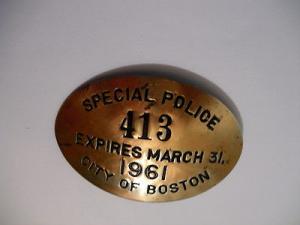 SPECIAL POLICE
413
EXPIRES MARCH 31.
1961
CITY OF BOSTON